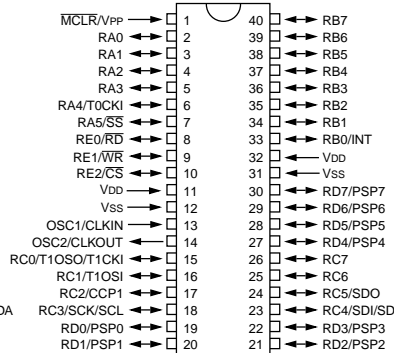 MCLR/VPP 1 40 RB7
RA0 2 39 RB6
RA1 3 38 RB5
RA2 4 37 RB4
RA3 5 36 RB3
RA4/T0CKI 6 35 RB2
RA5/SS 7 34 RB1
RE0/RD 8 33 RB0/INT
RE1/WR 9 32 VDD
RE2/CS 10 31 VSS
VDD 11 30 RD7/PSP7
VSS 12 29 RD6/PSP6
OSC1/CLKIN 13 28 RD5/PSP5
OSC2/CLKOUT 14 27 RD4/PSP4
RC0/T1OSO/T1CKI 15 26 RC7
RC1/T1OSI 16 25 RC6
RC2/CCP1 17 24 RC5/SDO
DA RC3/SCK/SCL 18 23 RC4/SDI/SD
RD0/PSP0 19 22 RD3/PSP3
RD1/PSP1 20 21 RD2/PSP2